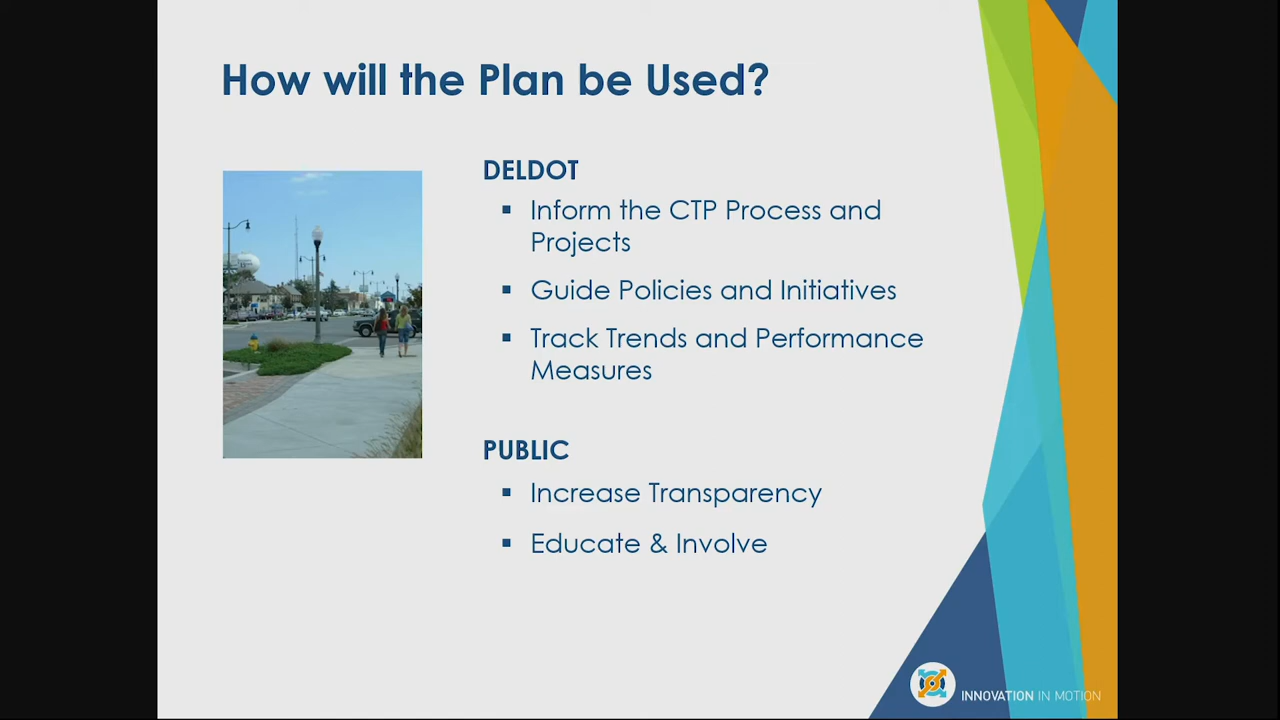 How will the Plan be Used?
DELDOT
▪ Inform the CTP Process and
Projects
▪ Guide Policies and Initiatives
▪ Track Trends and Performance
Measures
PUBLIC
▪ Increase Transparency
▪ Educate & Involve
INNOVATION IN MOTION